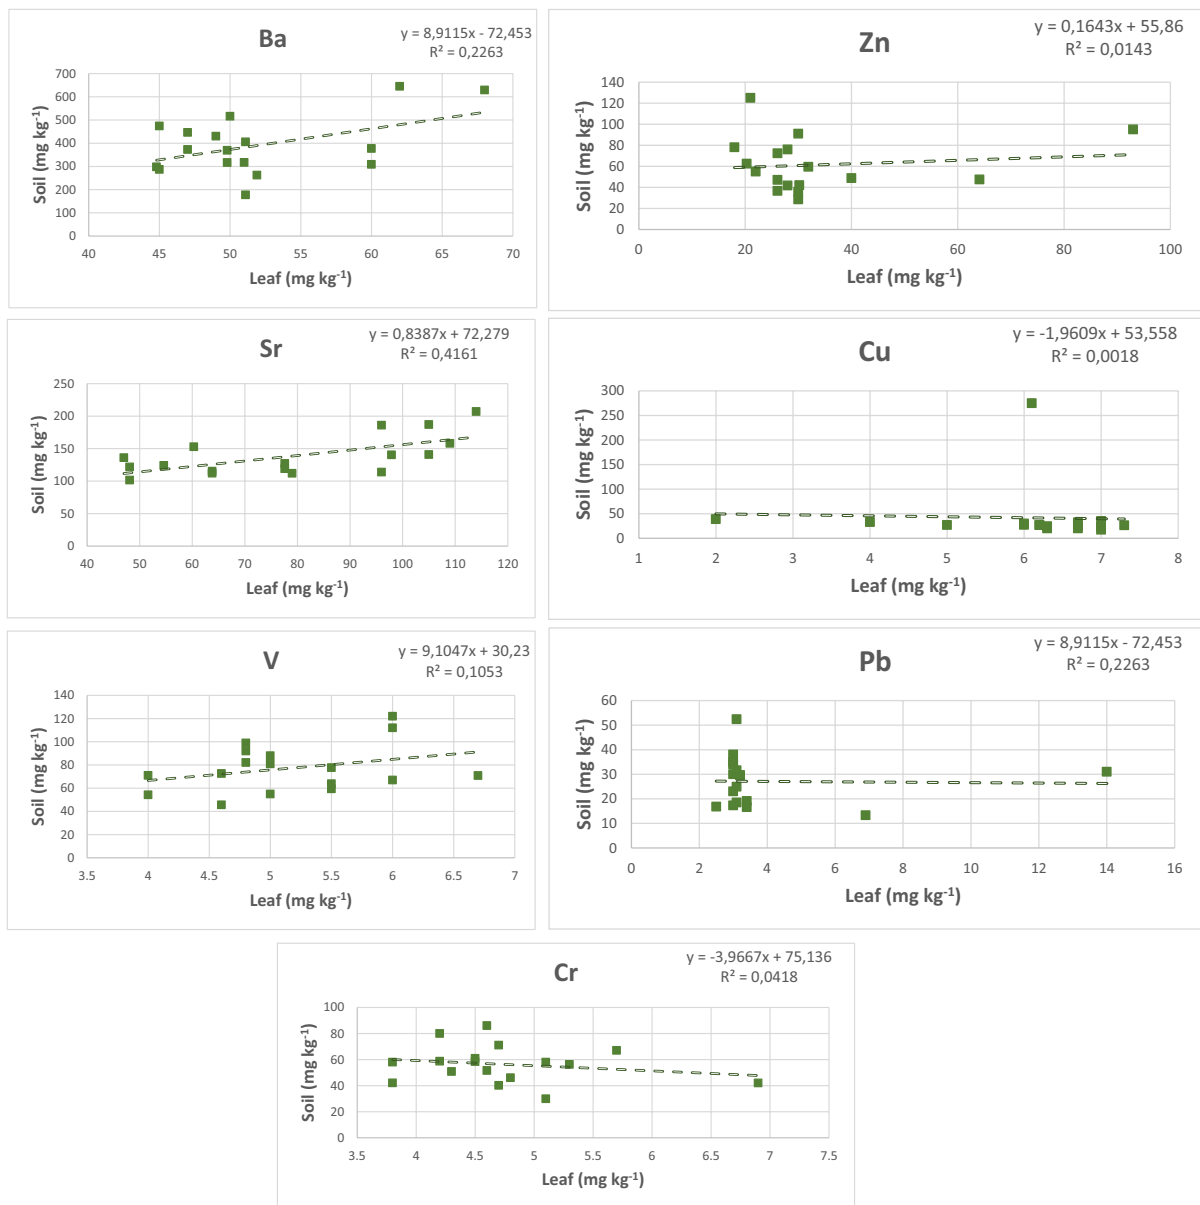 Ba
y = 8,9115x - 72,453
R² = 0,2263
Soil (mg kg⁻¹)
700
600
500
400
300
200
100
0
40 45 50 55 60 65 70
Leaf (mg kg⁻¹)
Zn
y = 0,1643x + 55,86
R² = 0,0143
Soil (mg kg⁻¹)
140
120
100
80
60
40
20
0
0 20 40 60 80 100
Leaf (mg kg⁻¹)
Sr
y = 0,8387x + 72,279
R² = 0,4161
Soil (mg kg⁻¹)
250
200
150
100
50
0
40 50 60 70 80 90 100 110 120
Leaf (mg kg⁻¹)
Cu
y = -1,9609x + 53,558
R² = 0,0018
Soil (mg kg⁻¹)
300
250
200
150
100
50
0
1 2 3 4 5 6 7 8
Leaf (mg kg⁻¹)
V
y = 9,1047x + 30,23
R² = 0,1053
Soil (mg kg⁻¹)
140
120
100
80
60
40
20
0
3.5 4 4.5 5 5.5 6 6.5 7
Leaf (mg kg⁻¹)
Pb
y = 8,9115x - 72,453
R² = 0,2263
Soil (mg kg⁻¹)
60
50
40
30
20
10
0
0 2 4 6 8 10 12 14 16
Leaf (mg kg⁻¹)
Cr
y = -3,9667x + 75,136
R² = 0,0418
Soil (mg kg⁻¹)
100
80
60
40
20
0
3.5 4 4.5 5 5.5 6 6.5 7 7.5
Leaf (mg kg⁻¹)